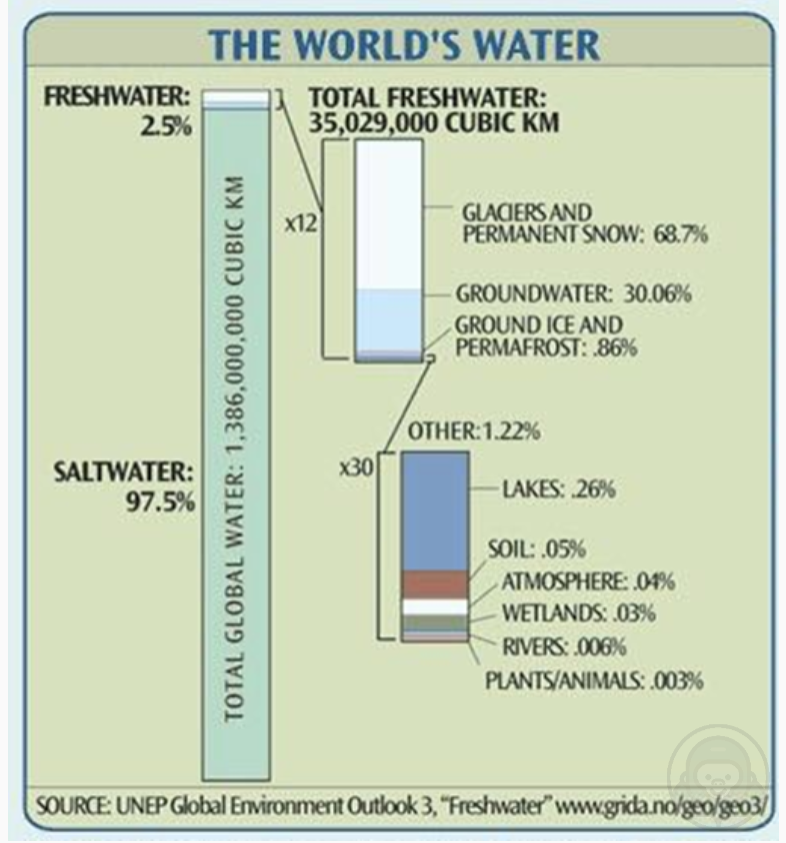 THE WORLD'S WATER
FRESHWATER:
2.5%
TOTAL FRESHWATER:
35,029,000 CUBIC KM
x12
GLACIERS AND
PERMANENT SNOW: 68.7%
GROUNDWATER: 30.06%
GROUND ICE AND
PERMAFROST: .86%
TOTAL GLOBAL WATER: 1,386,000,000 CUBIC KM
SALTWATER:
97.5%
OTHER:1.22%
x30
LAKES: .26%
SOIL: .05%
ATMOSPHERE: .04%
WETLANDS: .03%
RIVERS: .006%
PLANTS/ANIMALS: .003%
SOURCE: UNEP Global Environment Outlook 3, "Freshwater" www.grida.no/geo/geo3/